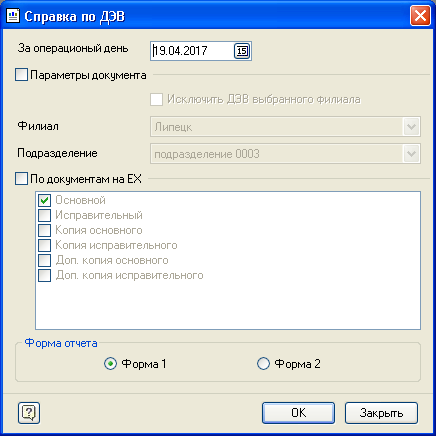 Справка по ДЭВ
За операционый день 19.04.2017 15
Параметры документа
Исключить ДЭВ выбранного филиала
Филиал Липецк
Подразделение подразделение 0003
По документам на ЕХ
Основной
Исправительный
Копия основного
Копия исправительного
Доп. копия основного
Доп. копия исправительного
Форма отчета
Форма 1 Форма 2
? OK Закрыть